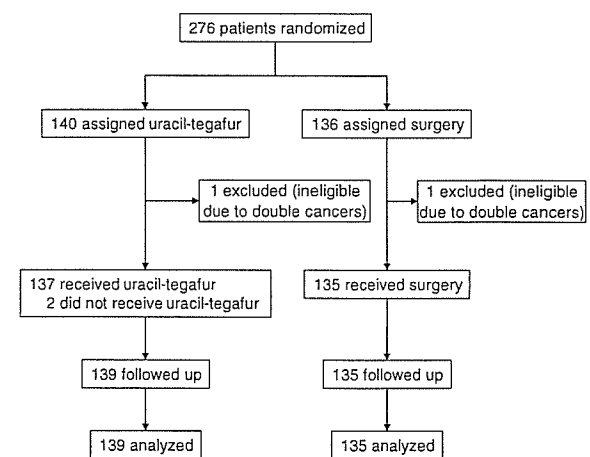 276 patients randomized
140 assigned uracil-tegafur
136 assigned surgery
1 excluded (ineligible
due to double cancers)
1 excluded (ineligible
due to double cancers)
137 received uracil-tegafur
2 did not receive uracil-tegafur
135 received surgery
139 followed up
135 followed up
139 analyzed
135 analyzed